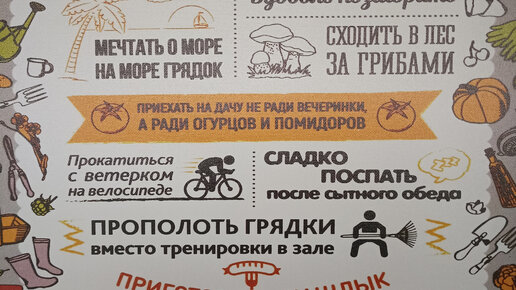 МЕЧТАТЬ О МОРЕ
НА МОРЕ ГРЯДОК
СХОДИТЬ В ЛЕС
ЗА ГРИБАМИ
ПРИЕХАТЬ НА ДАЧУ НЕ РАДИ ВЕЧЕРИНКИ,
А РАДИ ОГУРЦОВ И ПОМИДОРОВ
Прокатиться
с ветерком
на велосипеде
СЛАДКО
ПОСПАТЬ
после сытного обеда
ПРОПОЛОТЬ ГРЯДКИ
вместо тренировки в зале